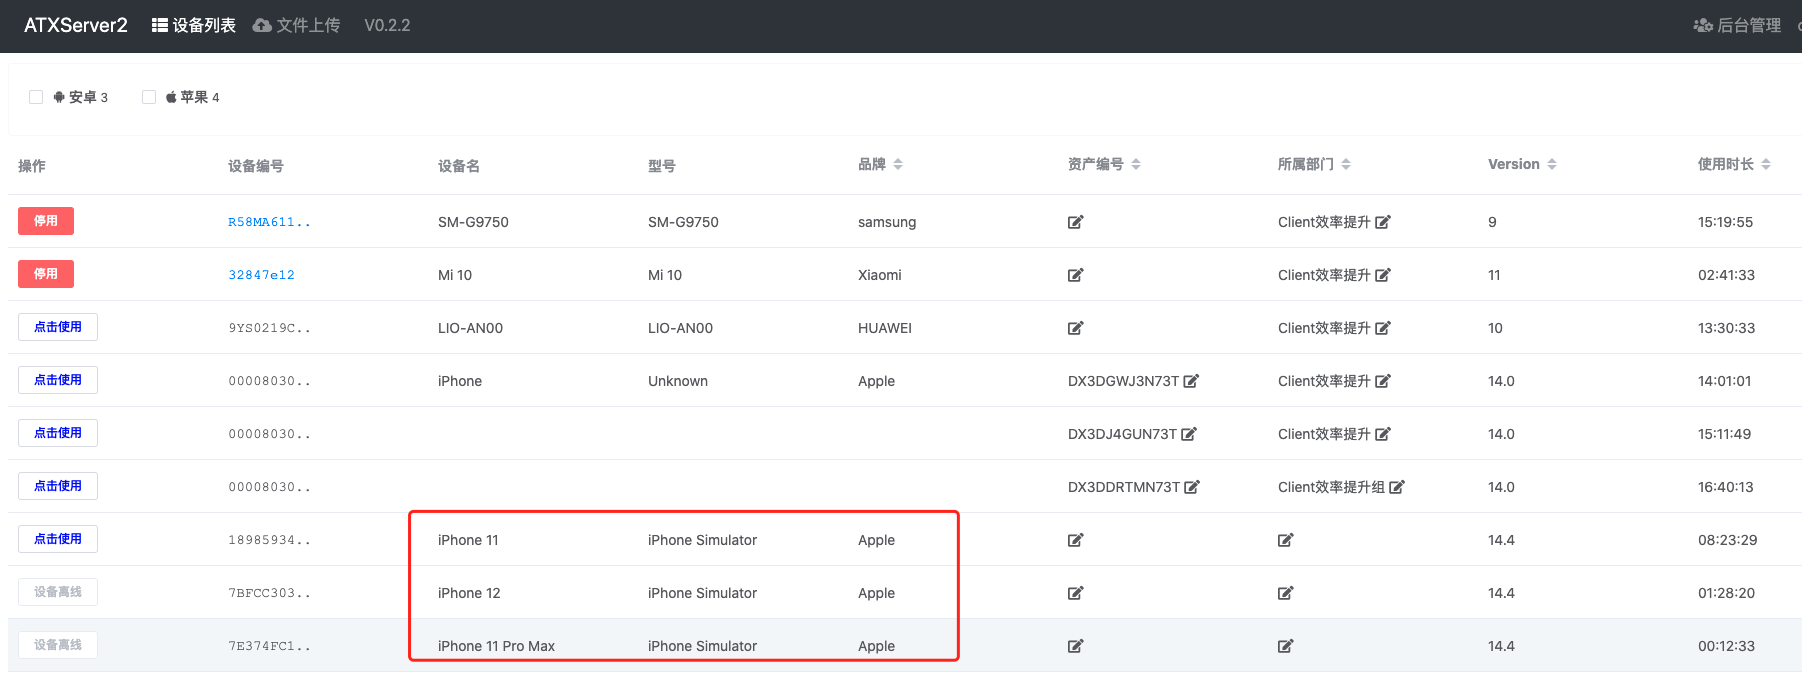 ATXServer2 设备列表 文件上传 V0.2.2 后台管理
安卓 3 苹果 4
操作 设备编号 设备名 型号 品牌 资产编号 所属部门 Version 使用时长
停用 R58MA611.. SM-G9750 SM-G9750 samsung Client效率提升 9 15:19:55
停用 32847e12 Mi 10 Mi 10 Xiaomi Client效率提升 11 02:41:33
点击使用 9YS0219C.. LIO-AN00 LIO-AN00 HUAWEI Client效率提升 10 13:30:33
点击使用 00008030.. iPhone Unknown Apple DX3DGWJ3N73T Client效率提升 14.0 14:01:01
点击使用 00008030.. DX3DJ4GUN73T Client效率提升 14.0 15:11:49
点击使用 00008030.. DX3DDRTMN73T Client效率提升组 14.0 16:40:13
点击使用 18985934.. iPhone 11 iPhone Simulator Apple 14.4 08:23:29
设备离线 7BFCC303.. iPhone 12 iPhone Simulator Apple 14.4 01:28:20
设备离线 7E374FC1.. iPhone 11 Pro Max iPhone Simulator Apple 14.4 00:12:33